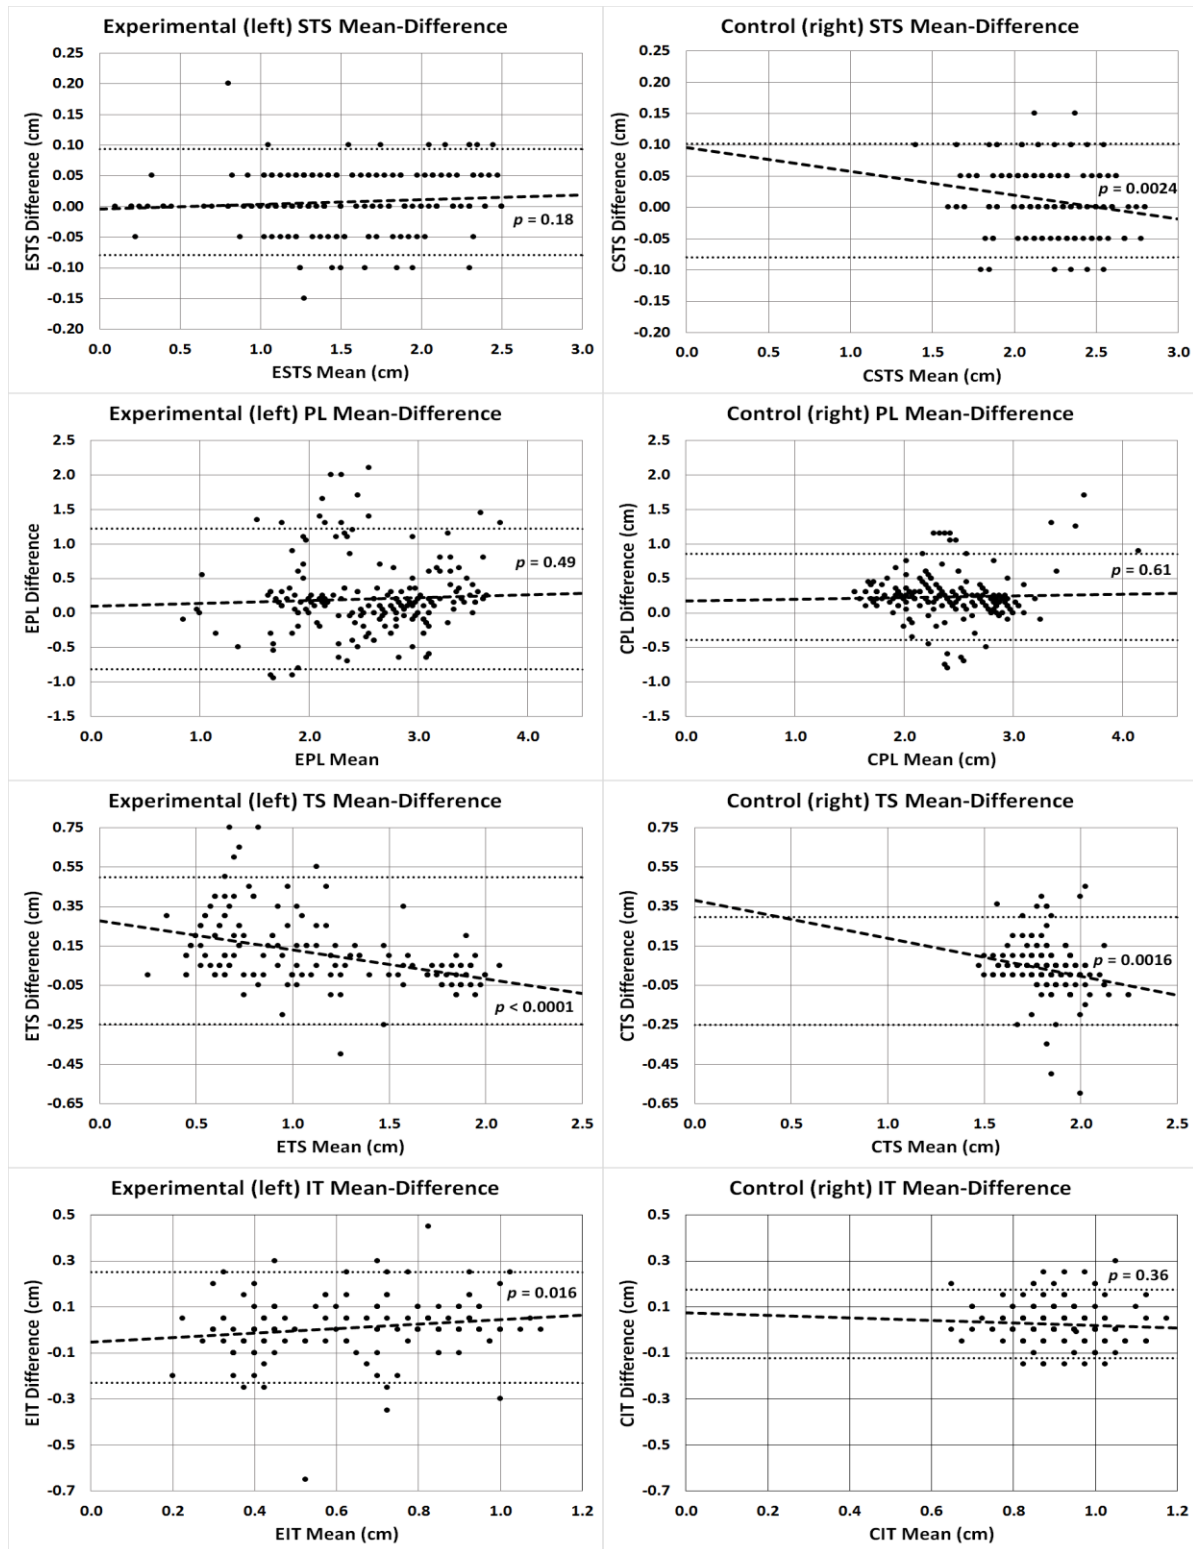 Experimental (left) STS Mean-Difference
0.25
0.20
0.15
0.10
0.05
0.00
-0.05
-0.10
-0.15
-0.20
ESTS Difference (cm)
p = 0.18
0.0 0.5 1.0 1.5 2.0 2.5 3.0
ESTS Mean (cm)
Control (right) STS Mean-Difference
0.25
0.20
0.15
0.10
0.05
0.00
-0.05
-0.10
-0.15
-0.20
CSTS Difference (cm)
p = 0.0024
0.0 0.5 1.0 1.5 2.0 2.5 3.0
CSTS Mean (cm)
Experimental (left) PL Mean-Difference
2.5
2.0
1.5
1.0
0.5
0.0
-0.5
-1.0
-1.5
EPL Difference
p = 0.49
0.0 1.0 2.0 3.0 4.0
EPL Mean
Control (right) PL Mean-Difference
2.5
2.0
1.5
1.0
0.5
0.0
-0.5
-1.0
-1.5
CPL Difference (cm)
p = 0.61
0.0 1.0 2.0 3.0 4.0
CPL Mean (cm)
Experimental (left) TS Mean-Difference
0.75
0.55
0.35
0.15
-0.05
-0.25
-0.45
-0.65
ETS Difference (cm)
p < 0.0001
0.0 0.5 1.0 1.5 2.0 2.5
ETS Mean (cm)
Control (right) TS Mean-Difference
0.75
0.55
0.35
0.15
-0.05
-0.25
-0.45
-0.65
CTS Difference (cm)
p = 0.0016
0.0 0.5 1.0 1.5 2.0 2.5
CTS Mean (cm)
Experimental (left) IT Mean-Difference
0.5
0.3
0.1
-0.1
-0.3
-0.5
-0.7
EIT Difference (cm)
p = 0.016
0.0 0.2 0.4 0.6 0.8 1.0 1.2
EIT Mean (cm)
Control (right) IT Mean-Difference
0.5
0.3
0.1
-0.1
-0.3
-0.5
-0.7
CIT Difference (cm)
p = 0.36
0.0 0.2 0.4 0.6 0.8 1.0 1.2
CIT Mean (cm)